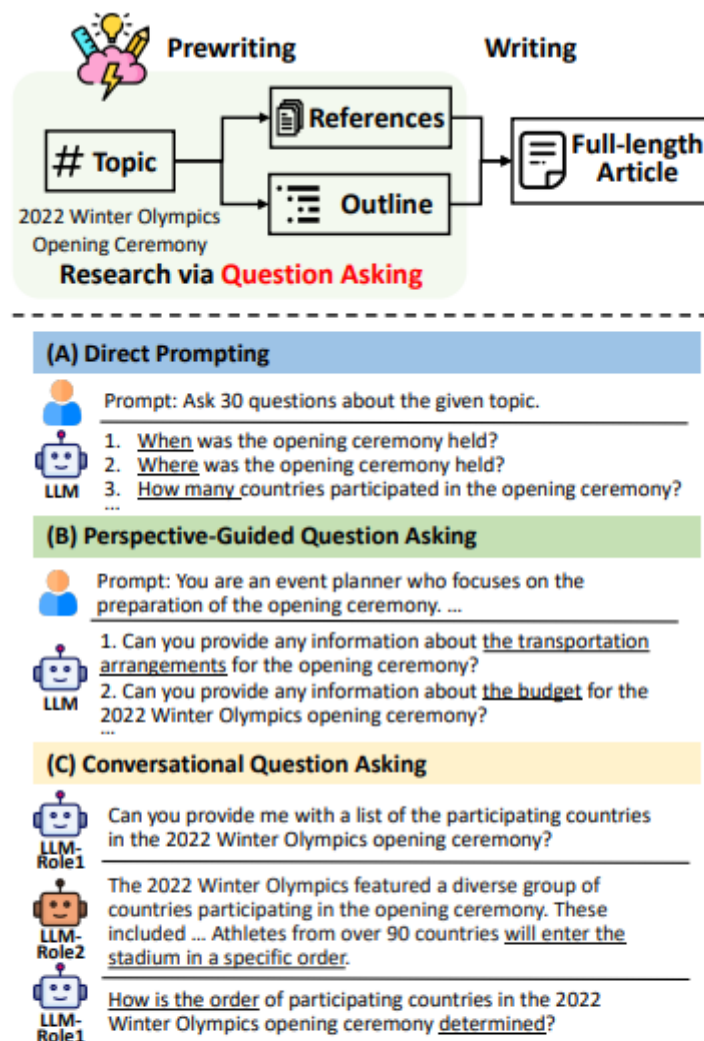 Prewriting
Writing
# Topic
References
Outline
Full-length
Article
2022 Winter Olympics
Opening Ceremony
Research via Question Asking
(A) Direct Prompting
Prompt: Ask 30 questions about the given topic.
LLM
1. When was the opening ceremony held?
2. Where was the opening ceremony held?
3. How many countries participated in the opening ceremony?
...
(B) Perspective-Guided Question Asking
Prompt: You are an event planner who focuses on the
preparation of the opening ceremony. ...
LLM
1. Can you provide any information about the transportation
arrangements for the opening ceremony?
2. Can you provide any information about the budget for the
2022 Winter Olympics opening ceremony?
...
(C) Conversational Question Asking
LLM-
Role1
Can you provide me with a list of the participating countries
in the 2022 Winter Olympics opening ceremony?
LLM-
Role2
The 2022 Winter Olympics featured a diverse group of
countries participating in the opening ceremony. These
included ... Athletes from over 90 countries will enter the
stadium in a specific order.
LLM-
Role1
How is the order of participating countries in the 2022
Winter Olympics opening ceremony determined?